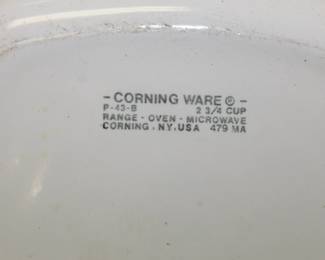 - CORNING WARE ® -
P-43-B 2 3/4 CUP
RANGE - OVEN - MICROWAVE
CORNING . NY. USA 479 MA